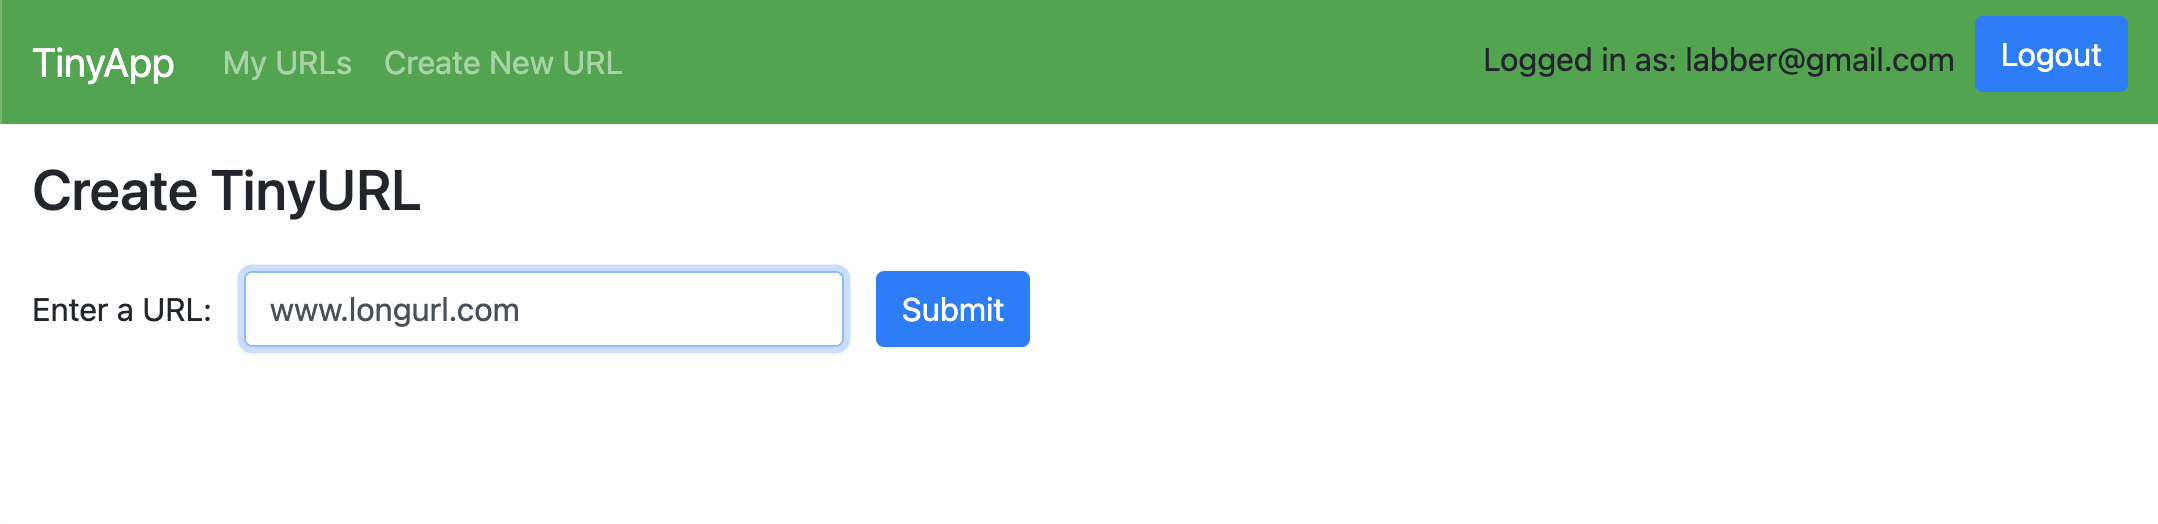 TinyApp My URLs Create New URL Logged in as: labber@gmail.com Logout
Create TinyURL
Enter a URL: www.longurl.com Submit